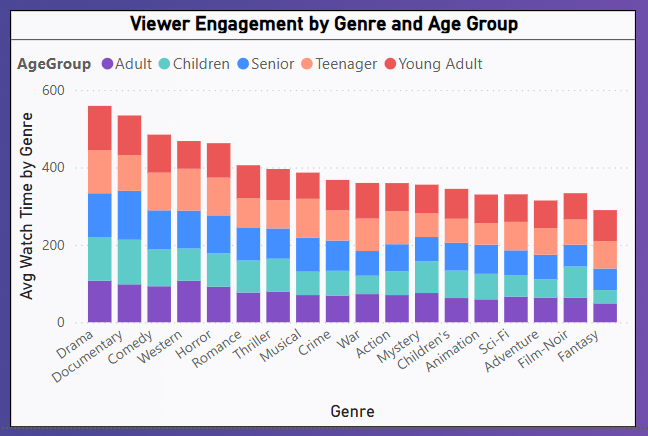 Viewer Engagement by Genre and Age Group
AgeGroup Adult Children Senior Teenager Young Adult
Avg Watch Time by Genre
600
400
200
0
Drama
Documentary
Comedy
Western
Horror
Romance
Thriller
Musical
Crime
War
Action
Mystery
Children's
Animation
Sci-Fi
Adventure
Film-Noir
Fantasy
Genre